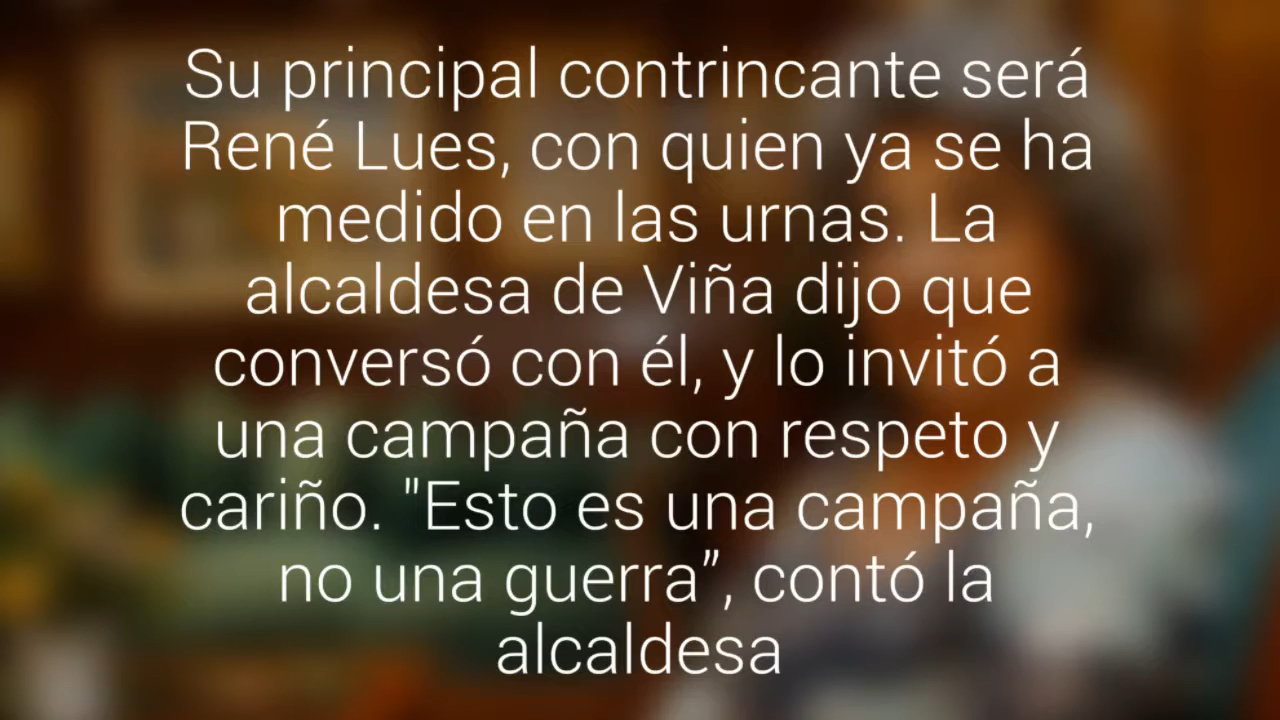 Su principal contrincante será
René Lues, con quien ya se ha
medido en las urnas. La
alcaldesa de Viña dijo que
conversó con él, y lo invitó a
una campaña con respeto y
cariño. "Esto es una campaña,
no una guerra”, contó la
alcaldesa